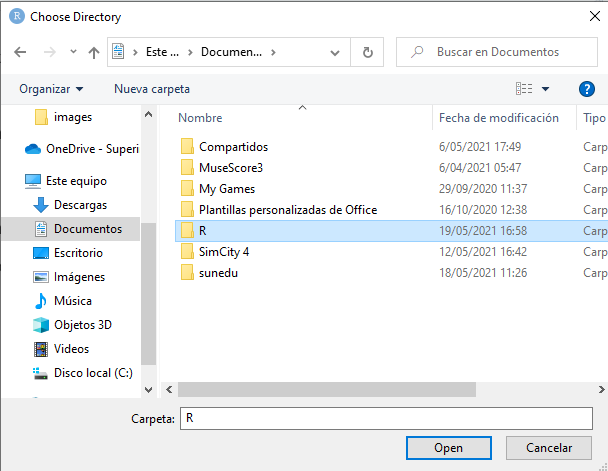 Choose Directory
Este ... Documen...
Buscar en Documentos
Organizar Nueva carpeta
images
OneDrive - Superi
Este equipo
Descargas
Documentos
Escritorio
Imágenes
Música
Objetos 3D
Videos
Disco local (C:)
Nombre Fecha de modificación Tipo
Compartidos 6/05/2021 17:49 Carp
MuseScore3 6/04/2021 05:47 Carp
My Games 29/09/2020 11:37 Carp
Plantillas personalizadas de Office 16/10/2020 12:38 Carp
R 19/05/2021 16:58 Carp
SimCity 4 12/05/2021 16:42 Carp
sunedu 18/05/2021 11:26 Carp
Carpeta: R
Open Cancelar